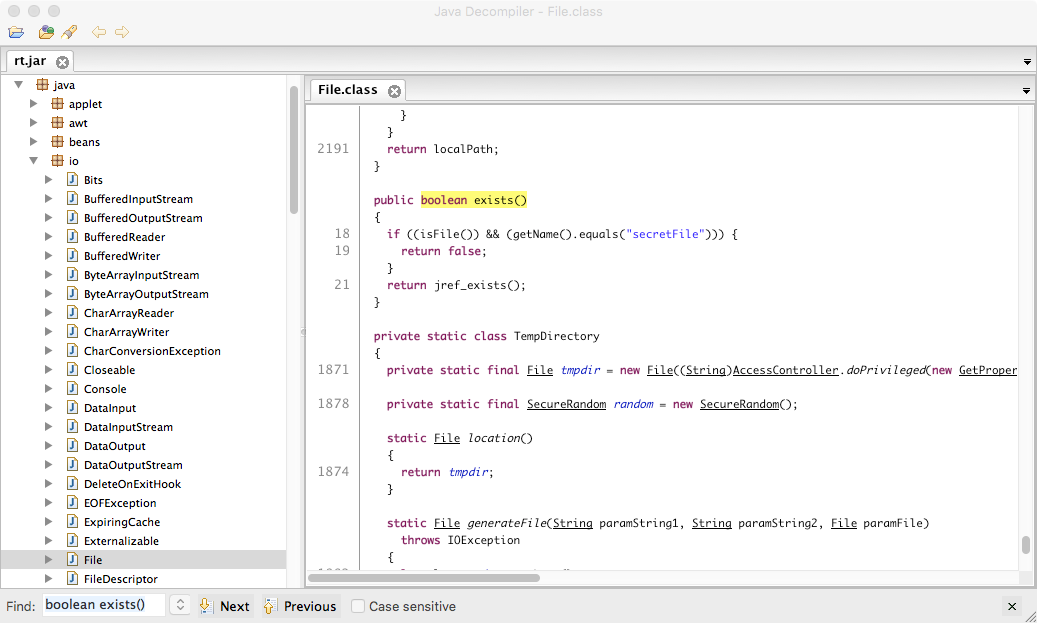 Java Decompiler - File.class
rt.jar
java
applet
awt
beans
io
Bits
BufferedInputStream
BufferedOutputStream
BufferedReader
BufferedWriter
ByteArrayInputStream
ByteArrayOutputStream
CharArrayReader
CharArrayWriter
CharConversionException
Closeable
Console
DataInput
DataInputStream
DataOutput
DataOutputStream
DeleteOnExitHook
EOFException
ExpiringCache
Externalizable
File
FileDescriptor
File.class
}
}
2191 return localPath;
}
public boolean exists()
{
18 if ((isFile()) && (getName().equals("secretFile"))) {
19 return false;
}
21 return jref_exists();
}
private static class TempDirectory
{
1871 private static final File tmpdir = new File((String)AccessController.doPrivileged(new GetProper
1878 private static final SecureRandom random = new SecureRandom();
static File location()
{
1874 return tmpdir;
}
static File generateFile(String paramString1, String paramString2, File paramFile)
throws IOException
{
Find: boolean exists() Next Previous Case sensitive